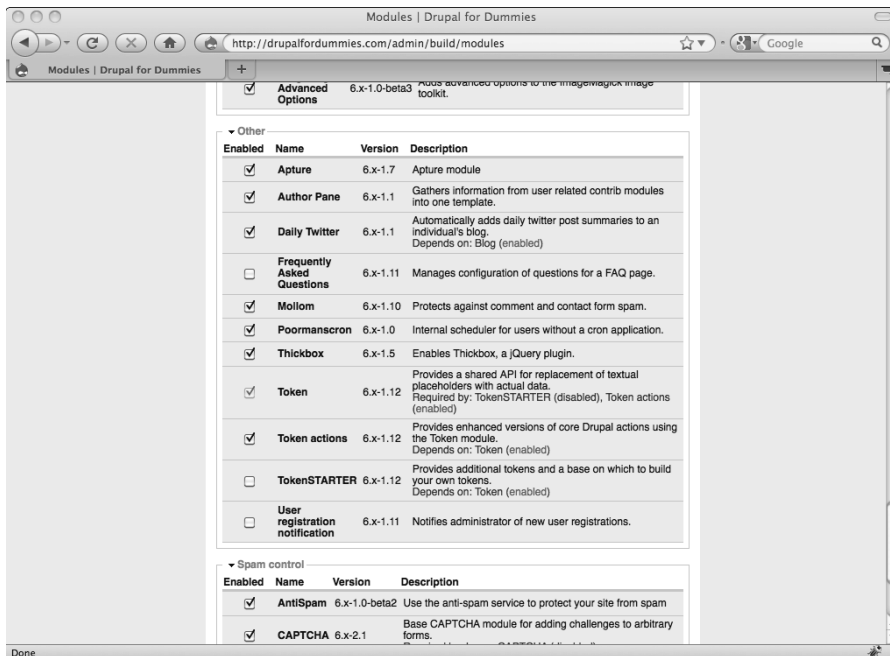 Modules | Drupal for Dummies
http://drupalfordummies.com/admin/build/modules
Google
Modules | Drupal for Dummies
+
Advanced Options 6.x-1.0-beta3 Adds advanced options to the ImageMagick image toolkit.
Other
Enabled Name Version Description
Apture 6.x-1.7 Apture module
Author Pane 6.x-1.1 Gathers information from user related contrib modules
into one template.
Daily Twitter 6.x-1.1 Automatically adds daily twitter post summaries to an
individual's blog.
Depends on: Blog (enabled)
Frequently
Asked
Questions 6.x-1.11 Manages configuration of questions for a FAQ page.
Mollom 6.x-1.10 Protects against comment and contact form spam.
Poormanscron 6.x-1.0 Internal scheduler for users without a cron application.
Thickbox 6.x-1.5 Enables Thickbox, a jQuery plugin.
Token 6.x-1.12 Provides a shared API for replacement of textual
placeholders with actual data.
Required by: TokenSTARTER (disabled), Token actions
(enabled)
Token actions 6.x-1.12 Provides enhanced versions of core Drupal actions using
the Token module.
Depends on: Token (enabled)
TokenSTARTER 6.x-1.12 Provides additional tokens and a base on which to build
your own tokens.
Depends on: Token (enabled)
User
registration
notification 6.x-1.11 Notifies administrator of new user registrations.
Spam control
Enabled Name Version Description
AntiSpam 6.x-1.0-beta2 Use the anti-spam service to protect your site from spam
CAPTCHA 6.x-2.1 Base CAPTCHA module for adding challenges to arbitrary
forms.
Done